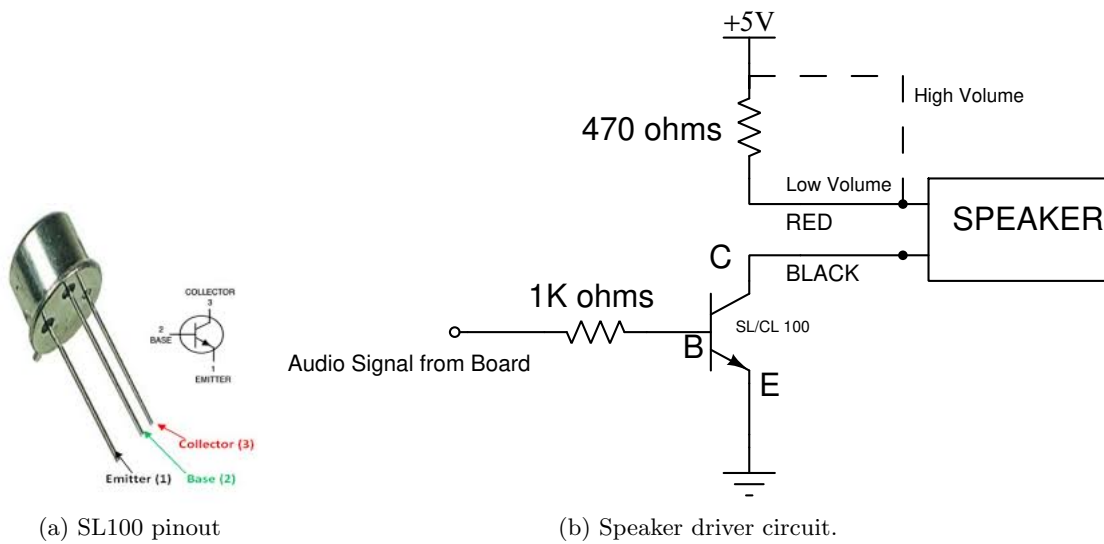 COLLECTOR
3
2
BASE
1
EMITTER
Collector (3)
Emitter (1)
Base (2)
(a) SL100 pinout
+5V
High Volume
470 ohms
Low Volume
RED
SPEAKER
C
BLACK
1K ohms
SL/CL 100
B
Audio Signal from Board
E
(b) Speaker driver circuit.